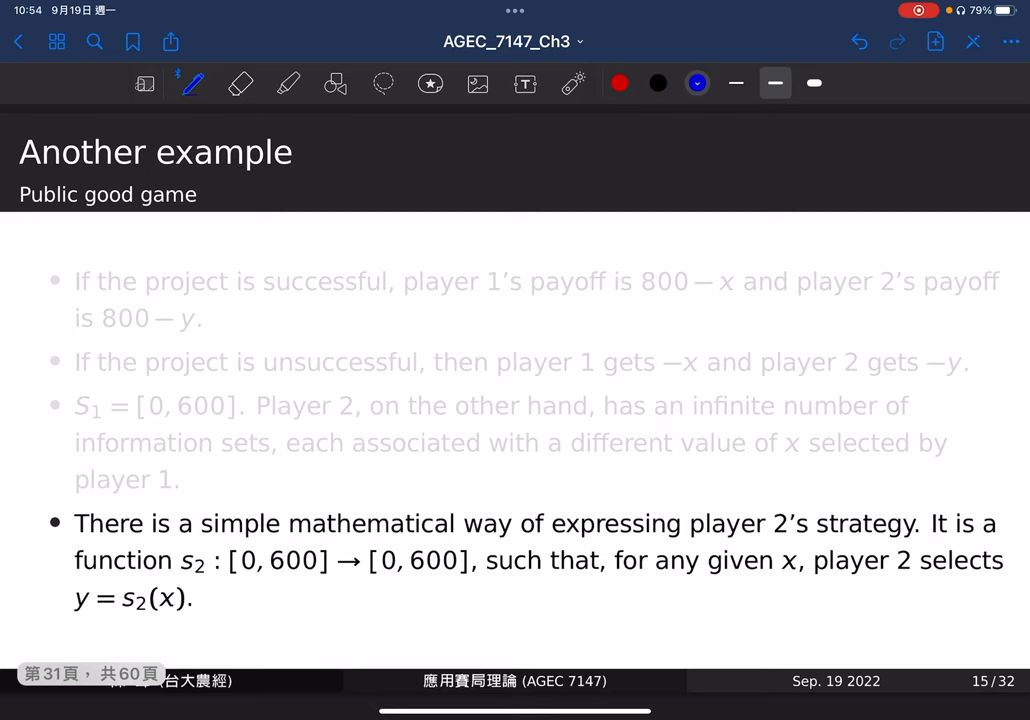 10:54 9月19日 週一
79%
AGEC_7147_Ch3
Another example
Public good game
• If the project is successful, player 1’s payoff is 800 − x and player 2’s payoff
is 800 − y.
• If the project is unsuccessful, then player 1 gets −x and player 2 gets −y.
• S₁ = [0, 600]. Player 2, on the other hand, has an infinite number of
information sets, each associated with a different value of x selected by
player 1.
• There is a simple mathematical way of expressing player 2’s strategy. It is a
function s₂ : [0, 600] → [0, 600], such that, for any given x, player 2 selects
y = s₂(x).
第31頁， 共60頁
台大農經)
應用賽局理論 (AGEC 7147)
Sep. 19 2022
15 / 32